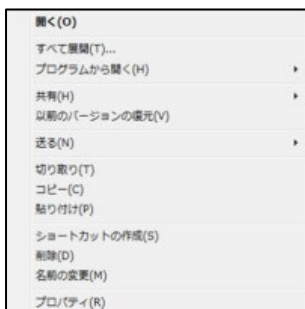 開く(O)
すべて展開(T)...
プログラムから開く(H)
共有(H)
以前のバージョンの復元(V)
送る(N)
切り取り(T)
コピー(C)
貼り付け(P)
ショートカットの作成(S)
削除(D)
名前の変更(M)
プロパティ(R)